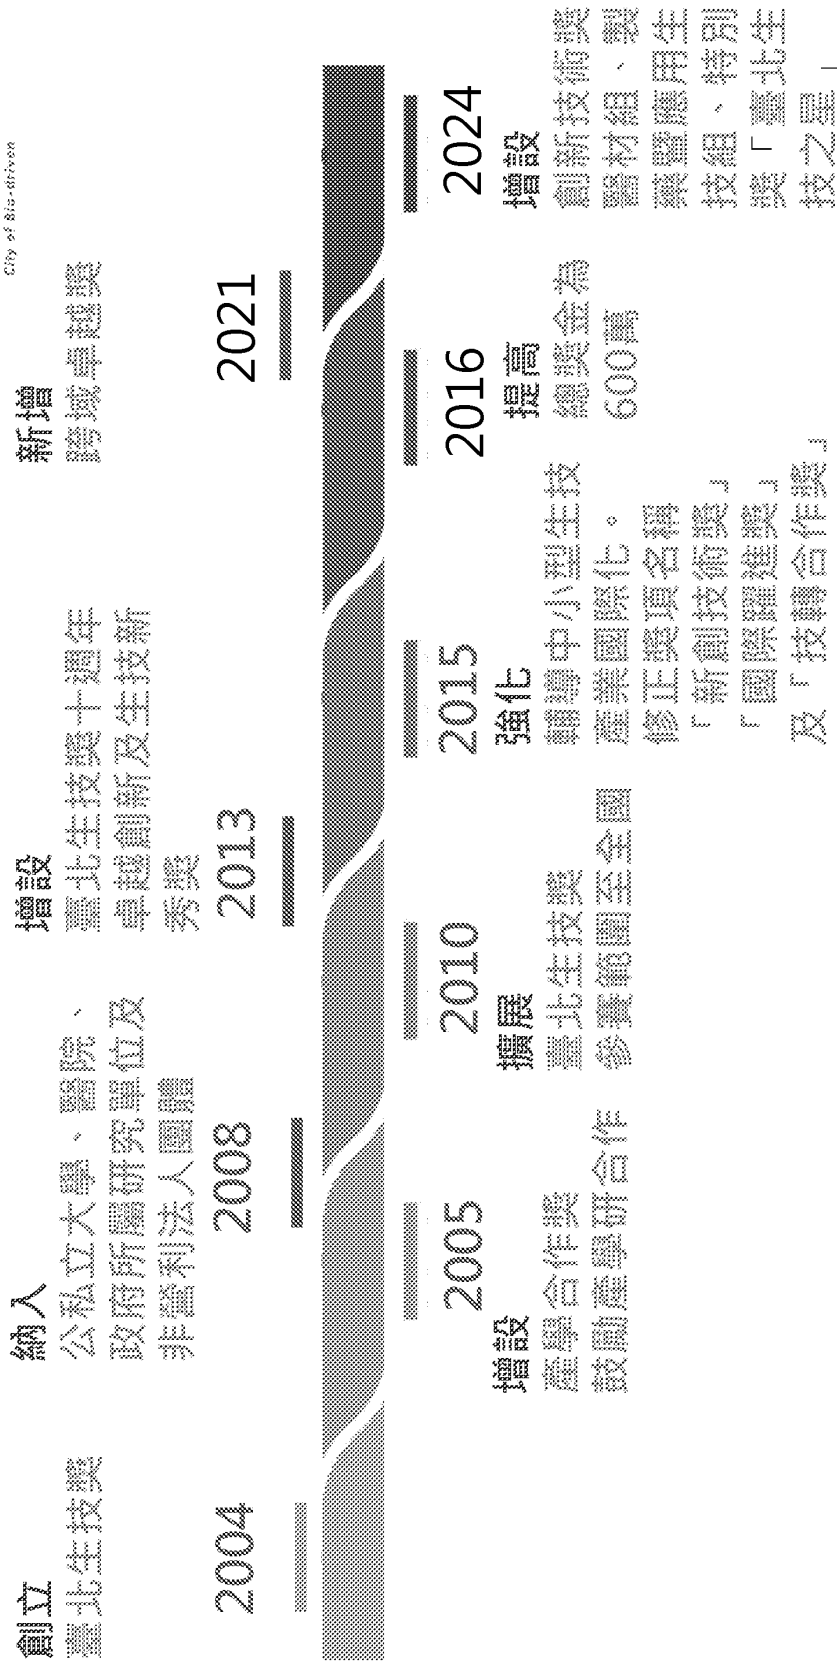 City of Bio-driven
創立
臺北生技獎
2004
增設
產學合作獎
鼓勵產學研合作
2005
納入
公私立大學、醫院、
政府所屬研究單位及
非營利法人團體
2008
擴展
臺北生技獎
參賽範圍至全國
2010
增設
臺北生技獎十週年
卓越創新及生技新
秀獎
2013
強化
輔導中小型生技
產業國際化。
修正獎項名稱
「新創技術獎」
「國際躍進獎」
及「技轉合作獎」
2015
提高
總獎金為
600萬
2016
新增
跨域卓越獎
2021
增設
創新技術獎
醫材組、製
藥暨應用生
技組、特別
獎「臺北生
技之星」
2024